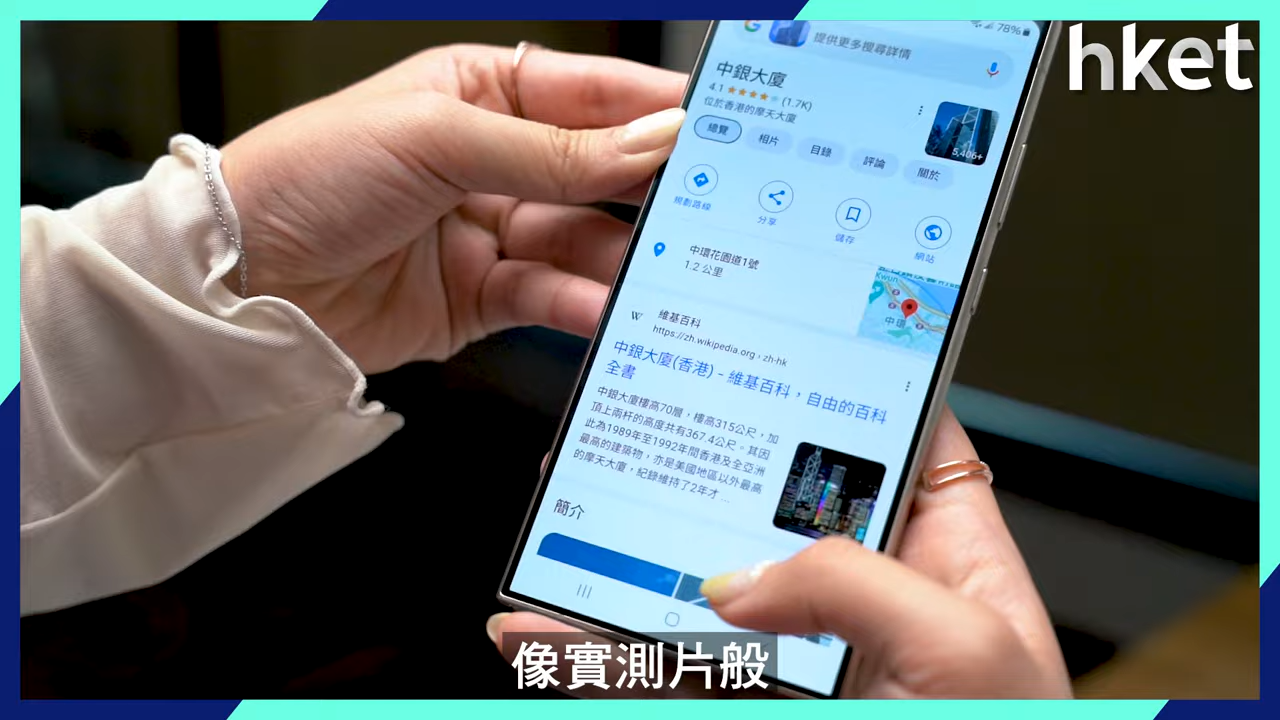 hket
78%
提供更多搜尋詳情
中銀大廈
4.1 (1.7K)
位於香港的摩天大廈
5,406+
總覽
相片
目錄
評論
關於
規劃路線
分享
儲存
網站
中環花園道1號
1.2 公里
中環
W
維基百科
https://zh.wikipedia.org › zh-hk
中銀大廈(香港) - 維基百科，自由的百科
全書
中銀大廈樓高70層，樓高315公尺，加
頂上兩杆的高度共有367.4公尺。其因
此為1989年至1992年間香港及全亞洲
最高的建築物，亦是美國地區以外最高
的摩天大廈，紀錄維持了2年才 ...
簡介
像實測片般